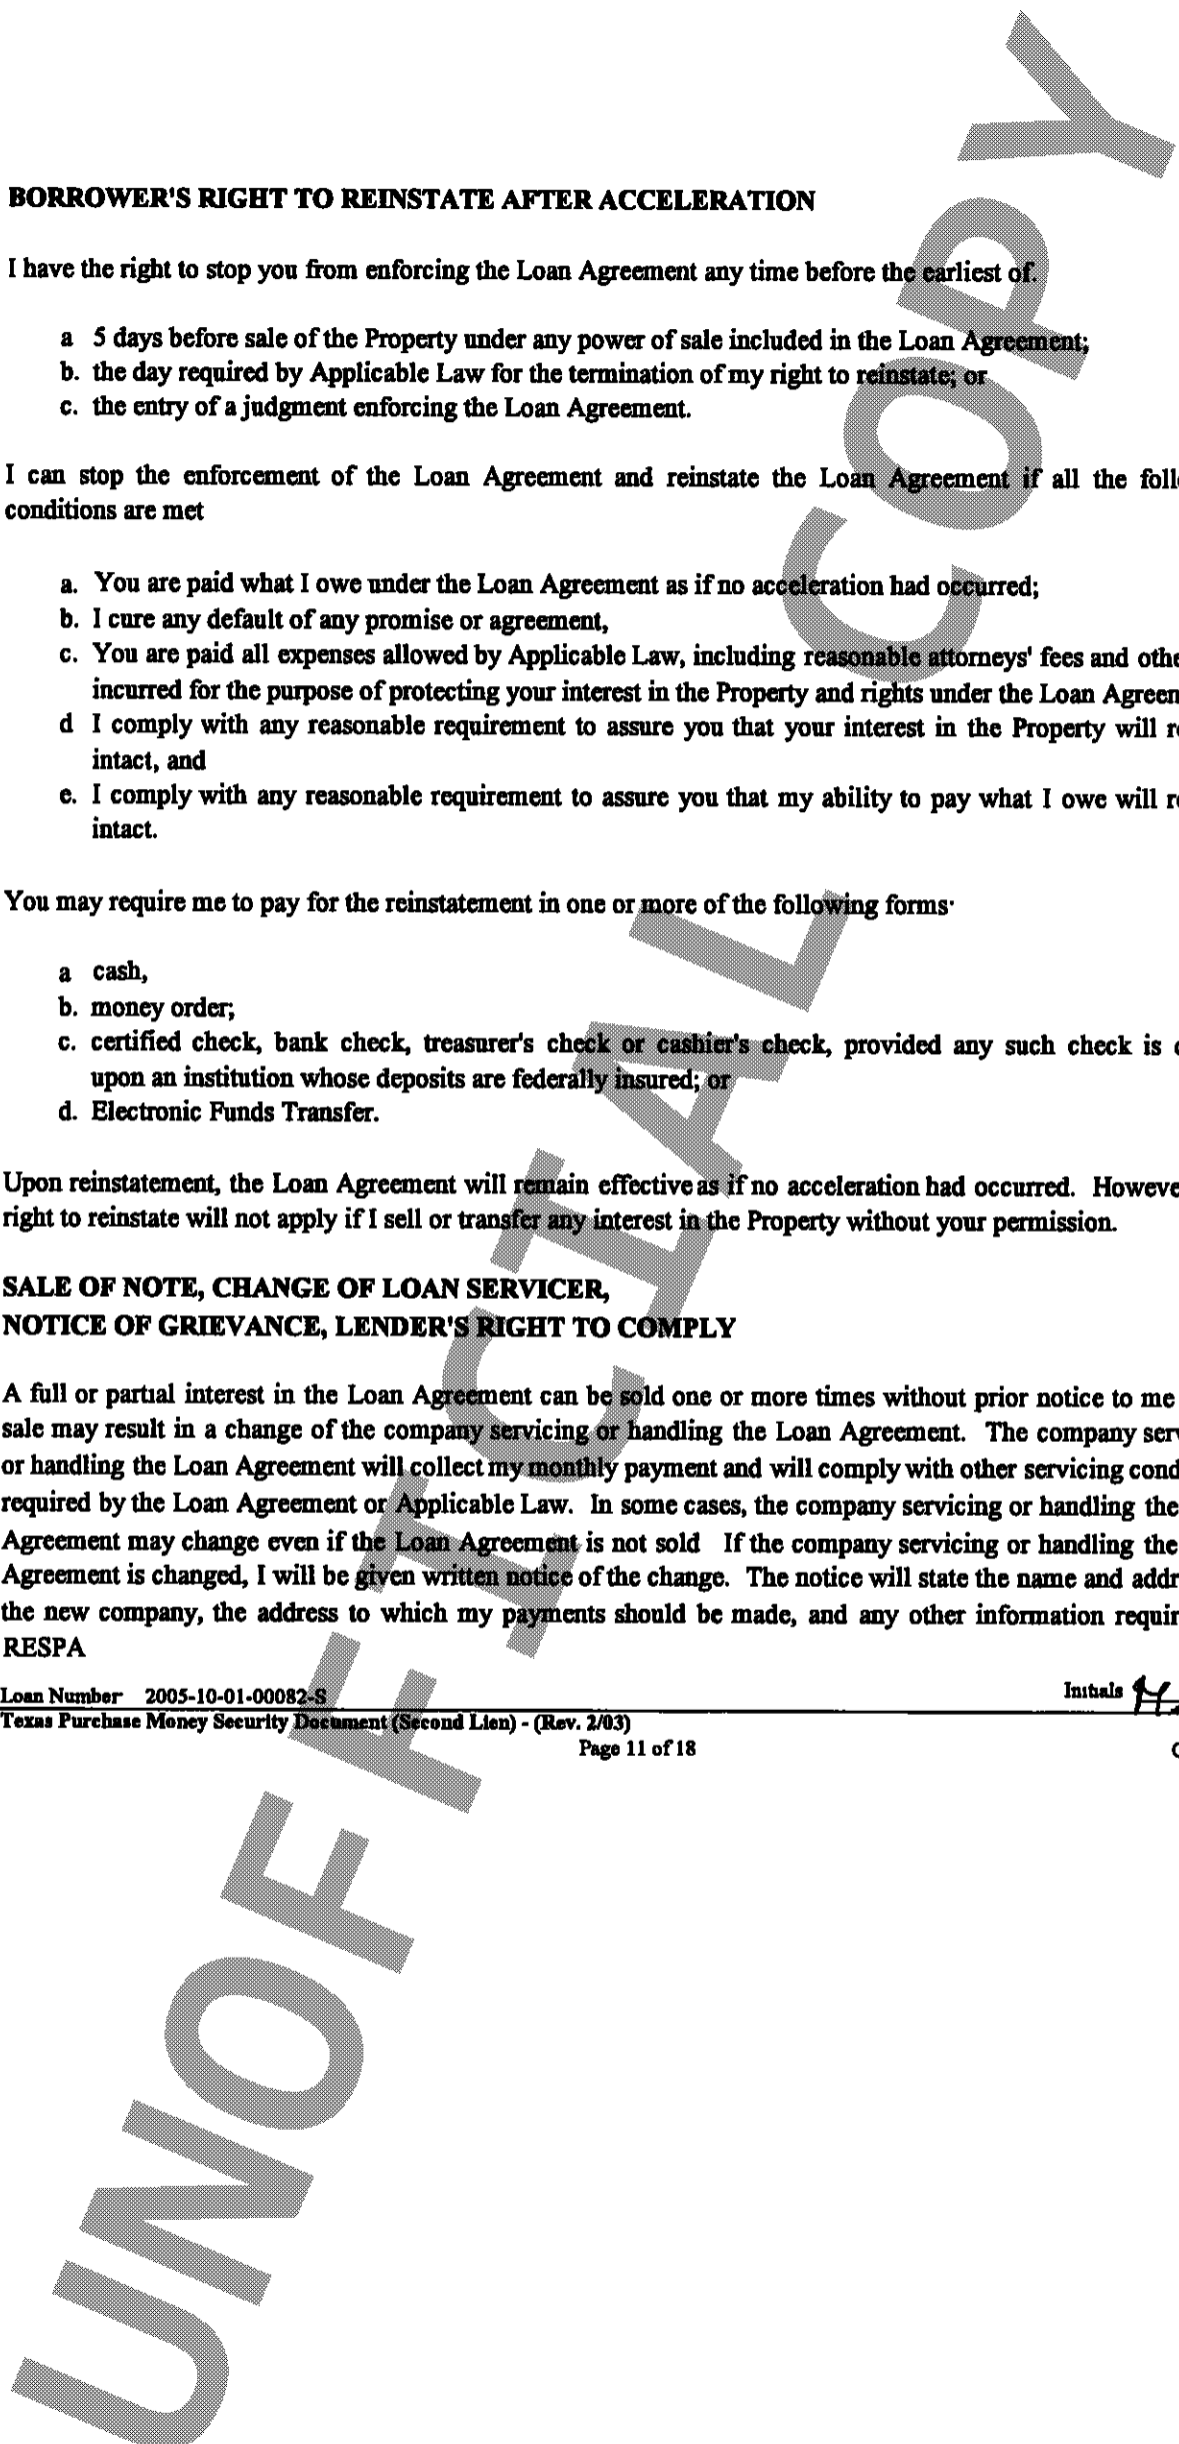 BORROWER'S RIGHT TO REINSTATE AFTER ACCELERATION
I have the right to stop you from enforcing the Loan Agreement any time before the earliest of.
a 5 days before sale of the Property under any power of sale included in the Loan Agreement;
b. the day required by Applicable Law for the termination of my right to reinstate; or
c. the entry of a judgment enforcing the Loan Agreement.
I can stop the enforcement of the Loan Agreement and reinstate the Loan Agreement if all the foll
conditions are met
a. You are paid what I owe under the Loan Agreement as if no acceleration had occurred;
b. I cure any default of any promise or agreement,
c. You are paid all expenses allowed by Applicable Law, including reasonable attorneys' fees and othe
incurred for the purpose of protecting your interest in the Property and rights under the Loan Agreen
d I comply with any reasonable requirement to assure you that your interest in the Property will r
intact, and
e. I comply with any reasonable requirement to assure you that my ability to pay what I owe will r
intact.
You may require me to pay for the reinstatement in one or more of the following forms·
a cash,
b. money order;
c. certified check, bank check, treasurer's check or cashier's check, provided any such check is
upon an institution whose deposits are federally insured; or
d. Electronic Funds Transfer.
Upon reinstatement, the Loan Agreement will remain effective as if no acceleration had occurred. Howeve
right to reinstate will not apply if I sell or transfer any interest in the Property without your permission.
SALE OF NOTE, CHANGE OF LOAN SERVICER,
NOTICE OF GRIEVANCE, LENDER'S RIGHT TO COMPLY
A full or partial interest in the Loan Agreement can be sold one or more times without prior notice to me
sale may result in a change of the company servicing or handling the Loan Agreement. The company ser
or handling the Loan Agreement will collect my monthly payment and will comply with other servicing cond
required by the Loan Agreement or Applicable Law. In some cases, the company servicing or handling the
Agreement may change even if the Loan Agreement is not sold If the company servicing or handling the
Agreement is changed, I will be given written notice of the change. The notice will state the name and addr
the new company, the address to which my payments should be made, and any other information requir
RESPA
Loan Number 2005-10-01-00082-S Initials
Texas Purchase Money Security Document (Second Lien) - (Rev. 2/03)
Page 11 of 18
UNOFFICIAL COPY